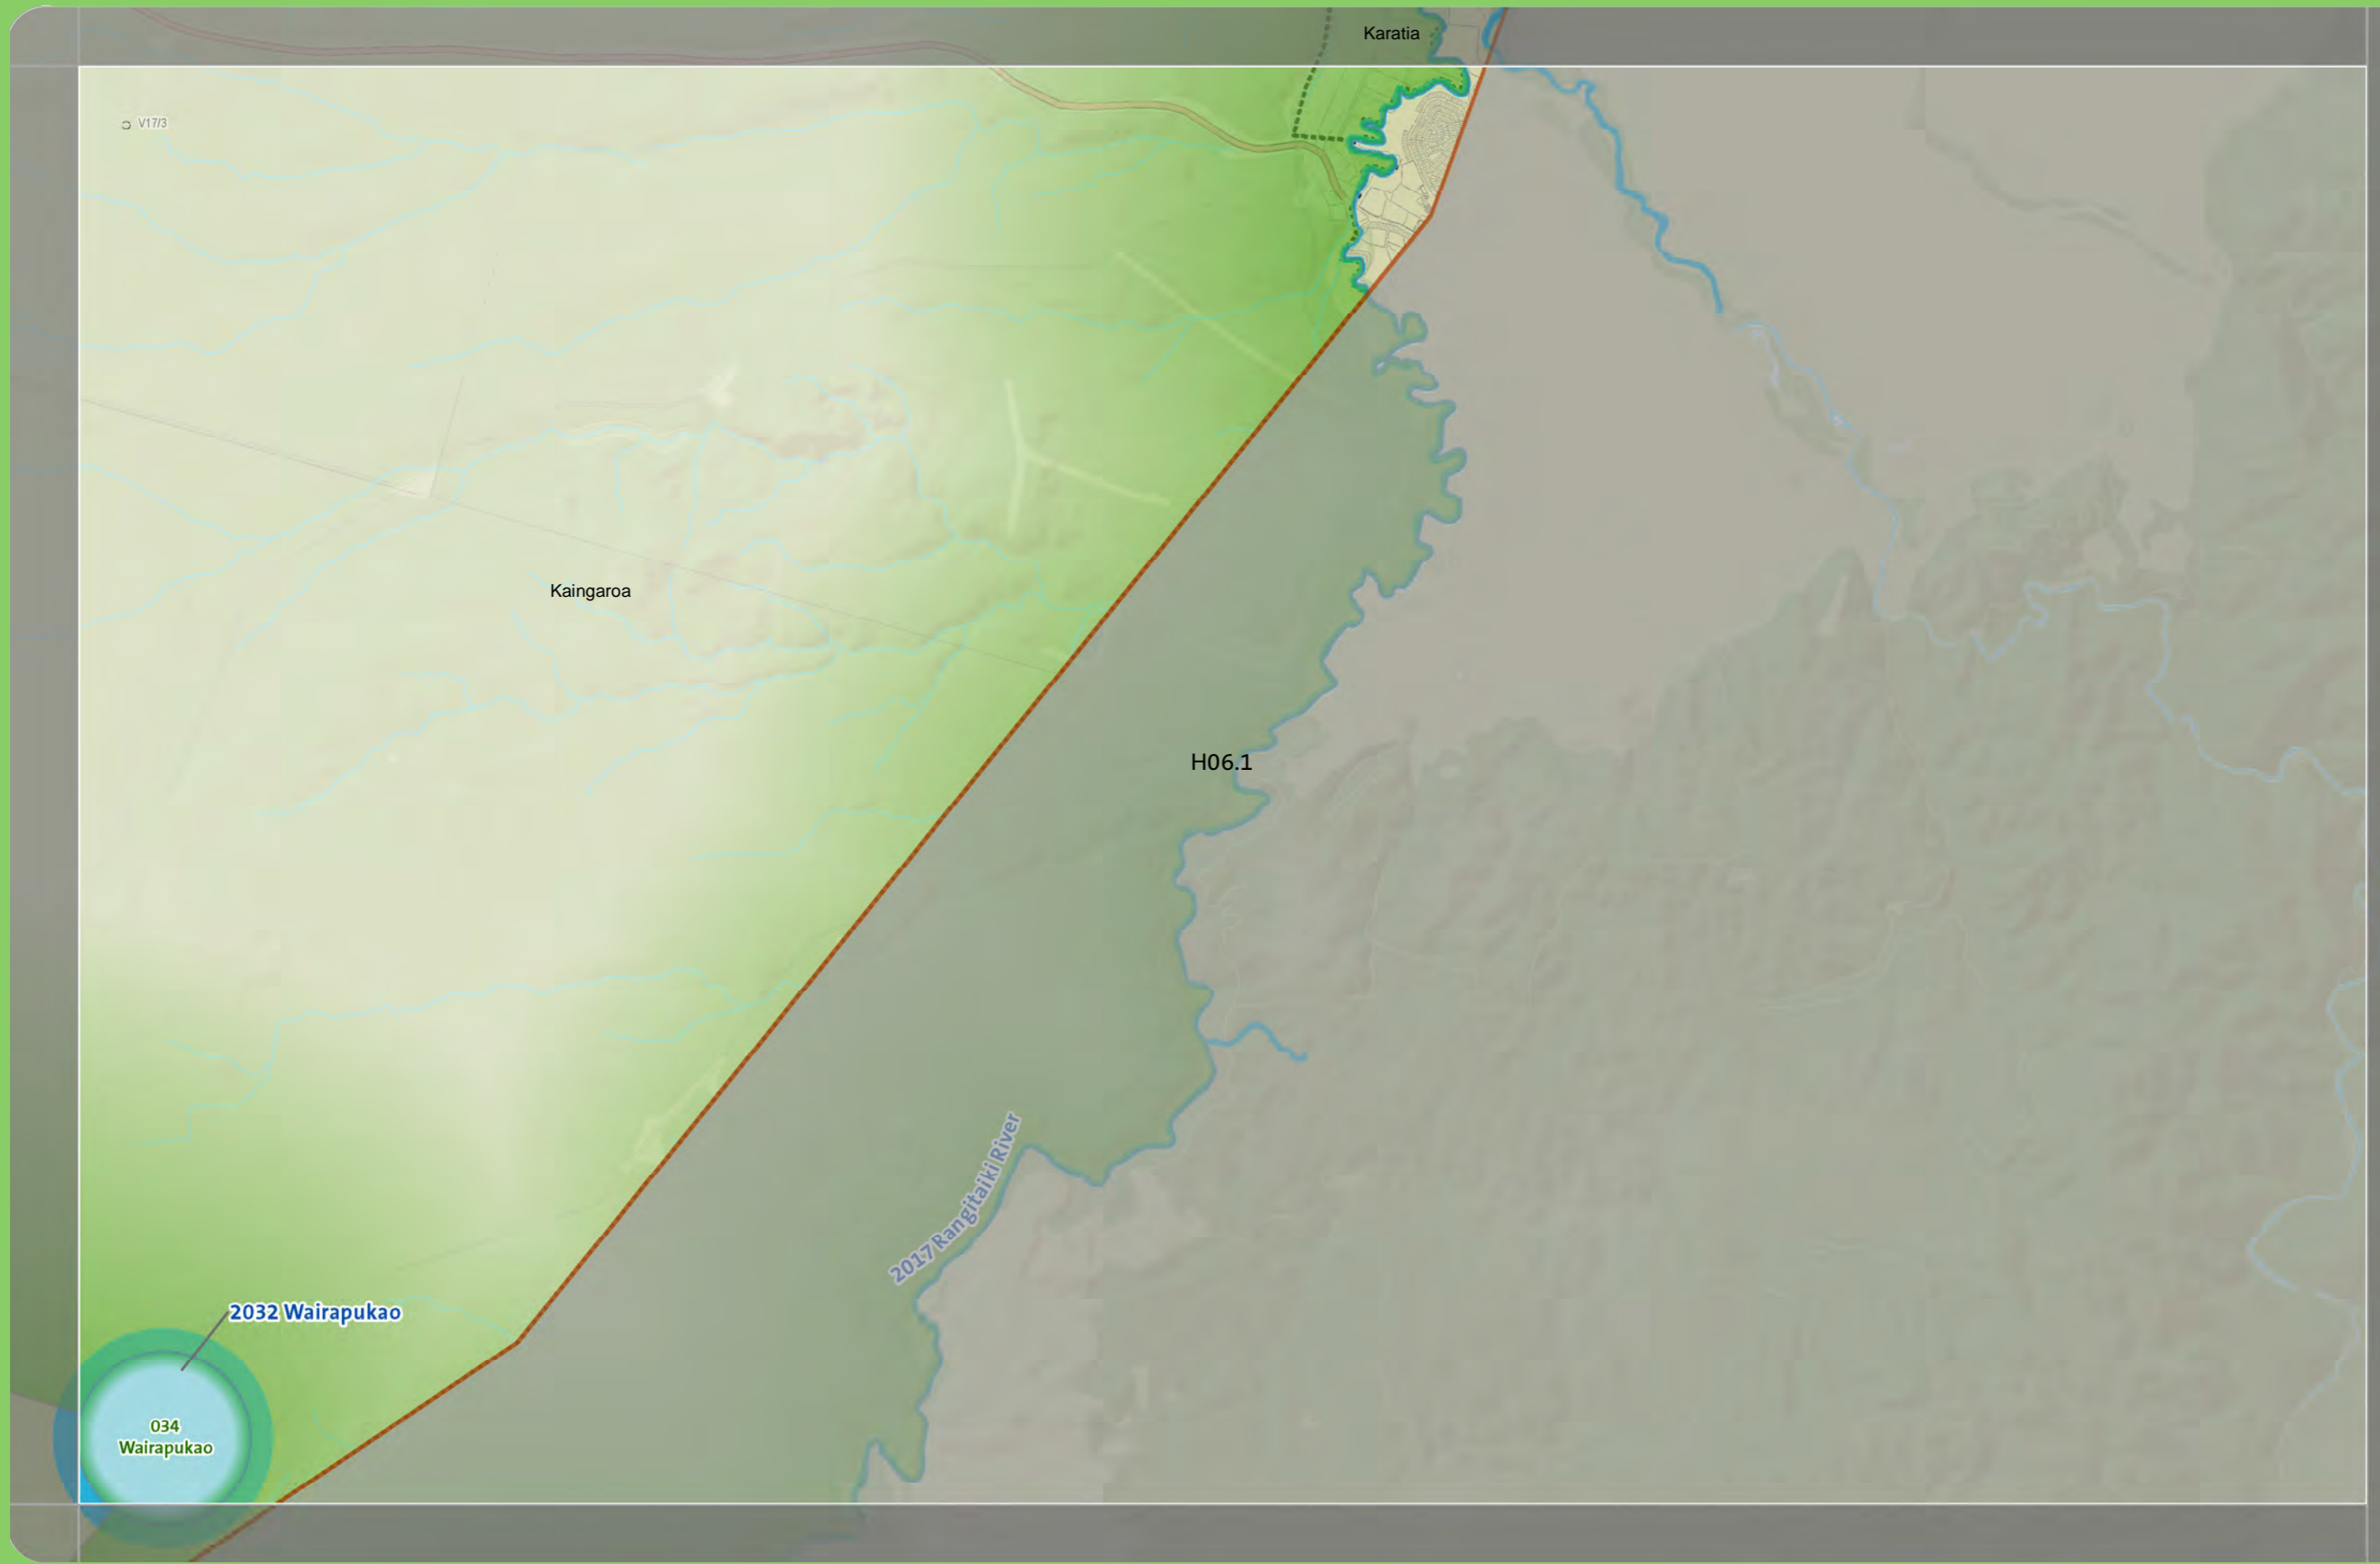 Karatia
V17/3
Kaingaroa
H06.1
2017 Rangitaiki River
2032 Wairapukao
034
Wairapukao